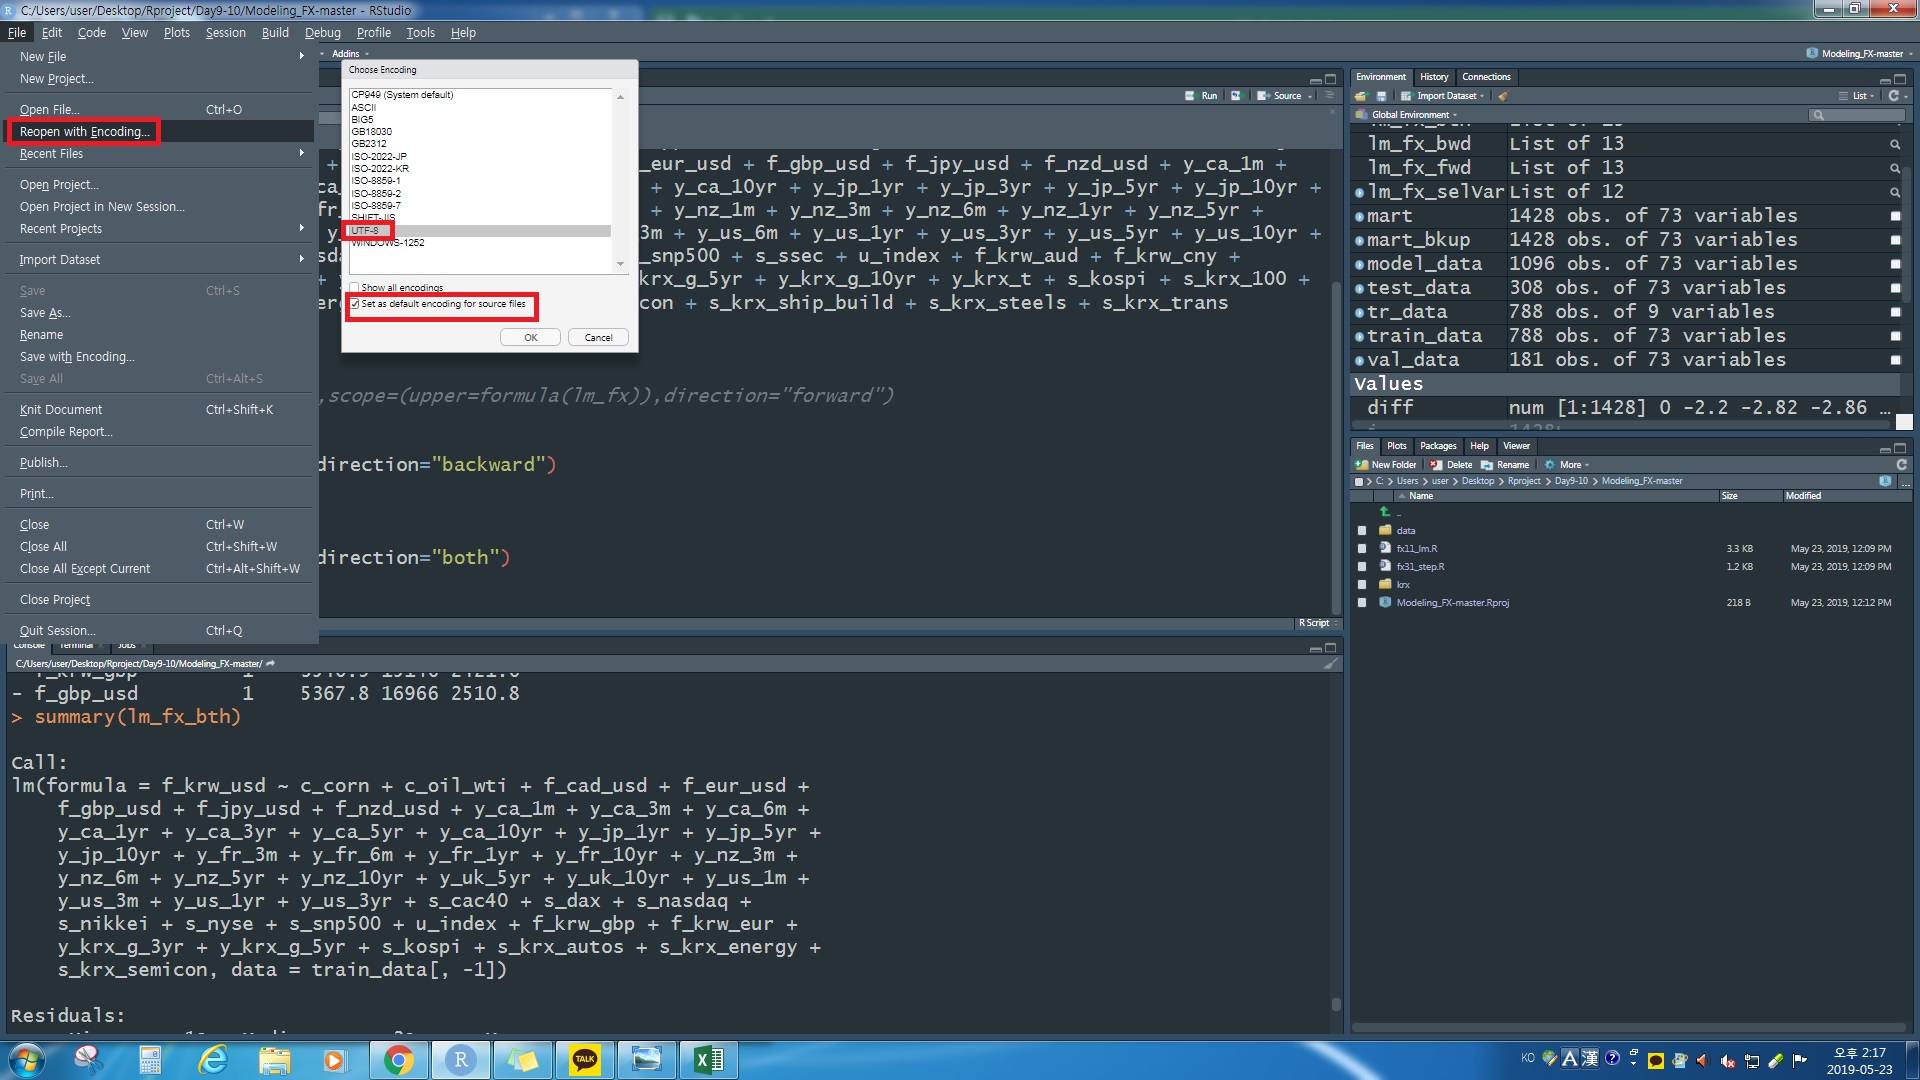 C:/Users/user/Desktop/Rproject/Day9-10/Modeling_FX-master - RStudio
File Edit Code View Plots Session Build Debug Profile Tools Help
Addins
Modeling_FX-master
New File
New Project...
Open File... Ctrl+O
Reopen with Encoding...
Recent Files
Open Project...
Open Project in New Session...
Recent Projects
Import Dataset
Save Ctrl+S
Save As...
Rename
Save with Encoding...
Save All Ctrl+Alt+S
Knit Document Ctrl+Shift+K
Compile Report...
Publish...
Print...
Close Ctrl+W
Close All Ctrl+Shift+W
Close All Except Current Ctrl+Alt+Shift+W
Close Project
Quit Session... Ctrl+Q
Choose Encoding
CP949 (System default)
ASCII
BIG5
GB18030
GB2312
ISO-2022-JP
ISO-2022-KR
ISO-8859-1
ISO-8859-2
ISO-8859-7
SHIFT-JIS
UTF-8
WINDOWS-1252
Show all encodings
Set as default encoding for source files
OK Cancel
Run Source
+ _eur_usd + f_gbp_usd + f_jpy_usd + f_nzd_usd + y_ca_1m +
ca_ + y_ca_10yr + y_jp_1yr + y_jp_3yr + y_jp_5yr + y_jp_10yr +
fr_ + y_nz_1m + y_nz_3m + y_nz_6m + y_nz_1yr + y_nz_5yr +
y_ 3m + y_us_6m + y_us_1yr + y_us_3yr + y_us_5yr + y_us_10yr +
sda _snp500 + s_ssec + u_index + f_krw_aud + f_krw_cny +
+ y krx_g_5yr + y_krx_g_10yr + y_krx_t + s_kospi + s_krx_100 +
erg con + s_krx_ship_build + s_krx_steels + s_krx_trans
,scope=(upper=formula(lm_fx)),direction="forward")
direction="backward")
direction="both")
R Script
Console Terminal Jobs
C:/Users/user/Desktop/Rproject/Day9-10/Modeling_FX-master/
- f_krw_gbp 1
- f_gbp_usd 1 5367.8 16966 2510.8
> summary(lm_fx_bth)
Call:
lm(formula = f_krw_usd ~ c_corn + c_oil_wti + f_cad_usd + f_eur_usd +
f_gbp_usd + f_jpy_usd + f_nzd_usd + y_ca_1m + y_ca_3m + y_ca_6m +
y_ca_1yr + y_ca_3yr + y_ca_5yr + y_ca_10yr + y_jp_1yr + y_jp_5yr +
y_jp_10yr + y_fr_3m + y_fr_6m + y_fr_1yr + y_fr_10yr + y_nz_3m +
y_nz_6m + y_nz_5yr + y_nz_10yr + y_uk_5yr + y_uk_10yr + y_us_1m +
y_us_3m + y_us_1yr + y_us_3yr + s_cac40 + s_dax + s_nasdaq +
s_nikkei + s_nyse + s_snp500 + u_index + f_krw_gbp + f_krw_eur +
y_krx_g_3yr + y_krx_g_5yr + s_kospi + s_krx_autos + s_krx_energy +
s_krx_semicon, data = train_data[, -1])
Residuals:
Environment History Connections
Import Dataset List
Global Environment
lm_fx_bth List of 13
lm_fx_bwd List of 13
lm_fx_fwd List of 13
lm_fx_selVar List of 12
mart 1428 obs. of 73 variables
mart_bkup 1428 obs. of 73 variables
model_data 1096 obs. of 73 variables
test_data 308 obs. of 73 variables
tr_data 788 obs. of 9 variables
train_data 788 obs. of 73 variables
val_data 181 obs. of 73 variables
Values
diff num [1:1428] 0 -2.2 -2.82 -2.86 ...
i 1428L
Files Plots Packages Help Viewer
New Folder Delete Rename More
C: > Users > user > Desktop > Rproject > Day9-10 > Modeling_FX-master
Name Size Modified
..
data
fx11_lm.R 3.3 KB May 23, 2019, 12:09 PM
fx31_step.R 1.2 KB May 23, 2019, 12:09 PM
krx
Modeling_FX-master.Rproj 218 B May 23, 2019, 12:12 PM
TALK
KO A 漢
오후 2:17
2019-05-23